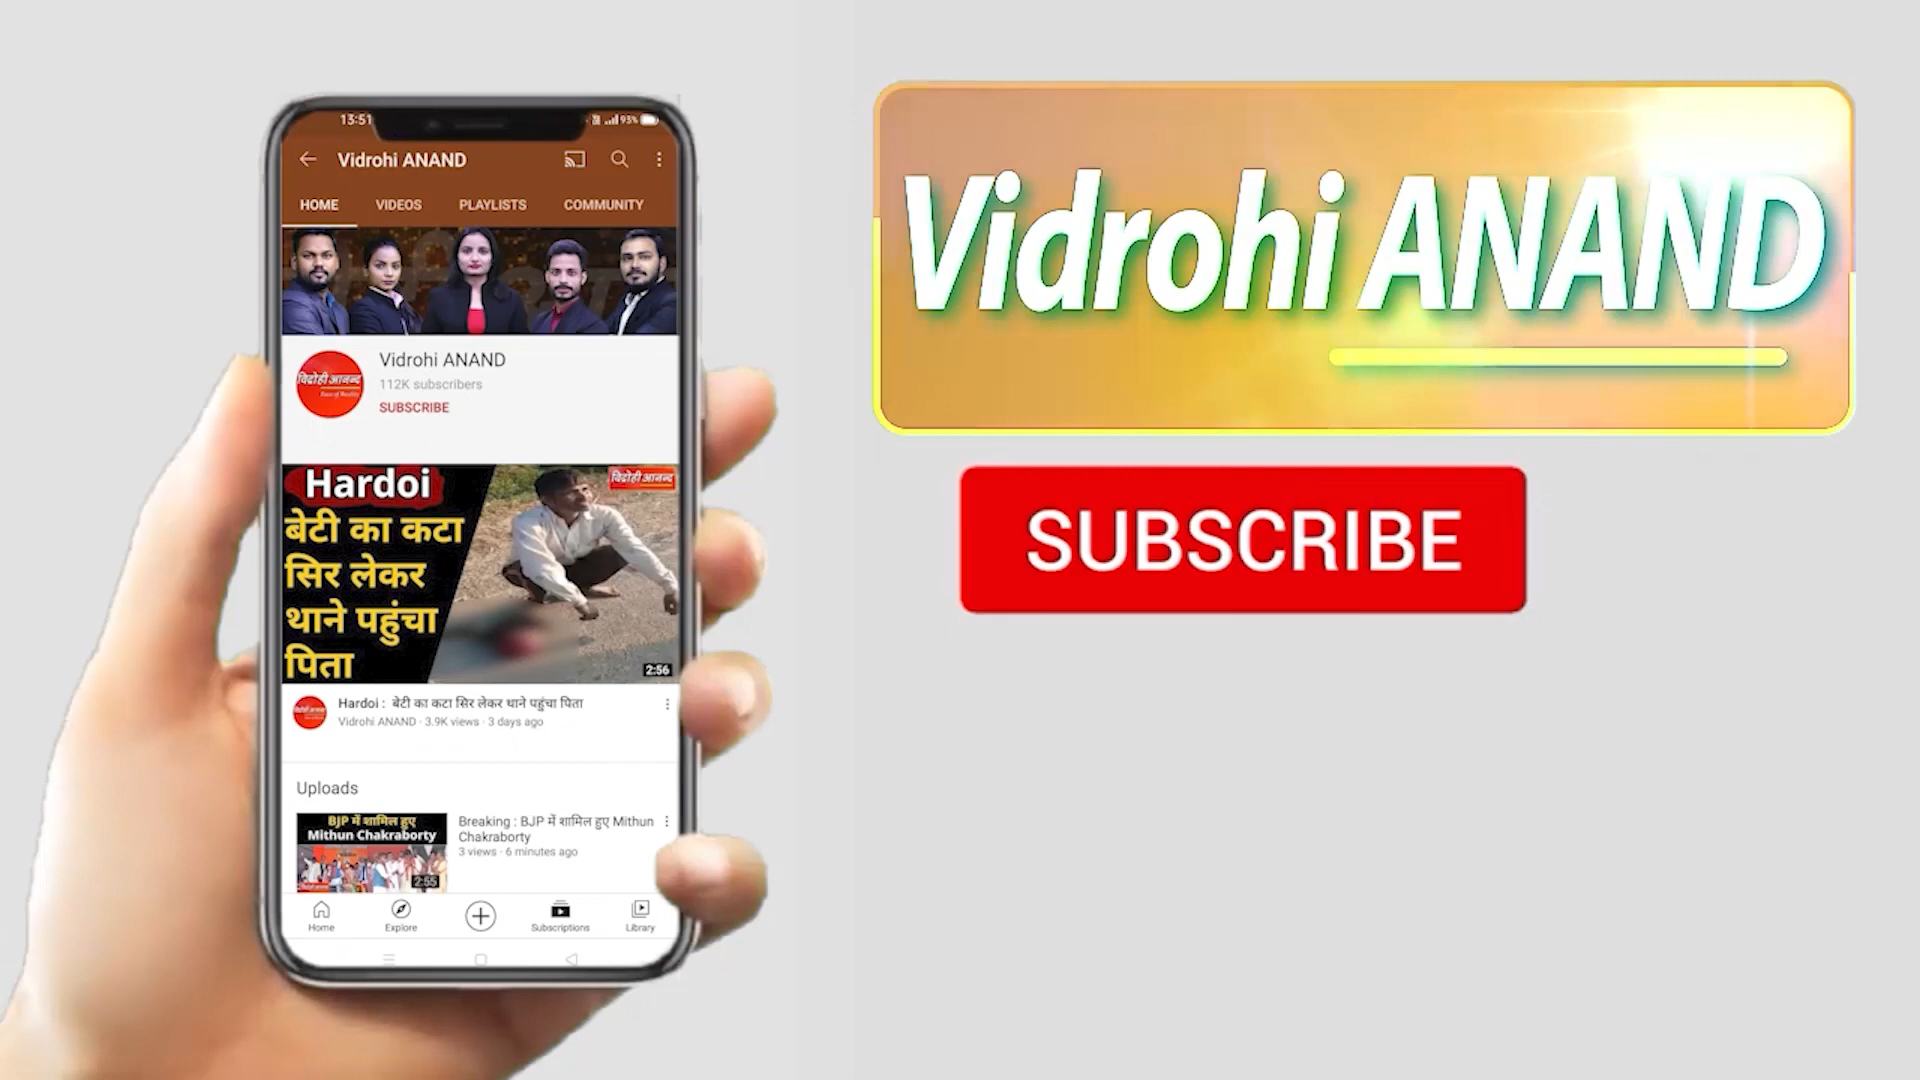 13:51
93%
Vidrohi ANAND
HOME VIDEOS PLAYLISTS COMMUNITY
Vidrohi ANAND
112K subscribers
SUBSCRIBE
विद्रोही आनन्द
Hardoi
विद्रोही आनन्द
बेटी का कटा
सिर लेकर
थाने पहुंचा
पिता
2:56
Hardoi : बेटी का कटा सिर लेकर थाने पहुंचा पिता
Vidrohi ANAND · 3.9K views · 3 days ago
Uploads
BJP में शामिल हुए
Mithun Chakraborty
2:55
Breaking : BJP में शामिल हुए Mithun
Chakraborty
3 views · 6 minutes ago
Home Explore Subscriptions Library
Vidrohi ANAND
SUBSCRIBE